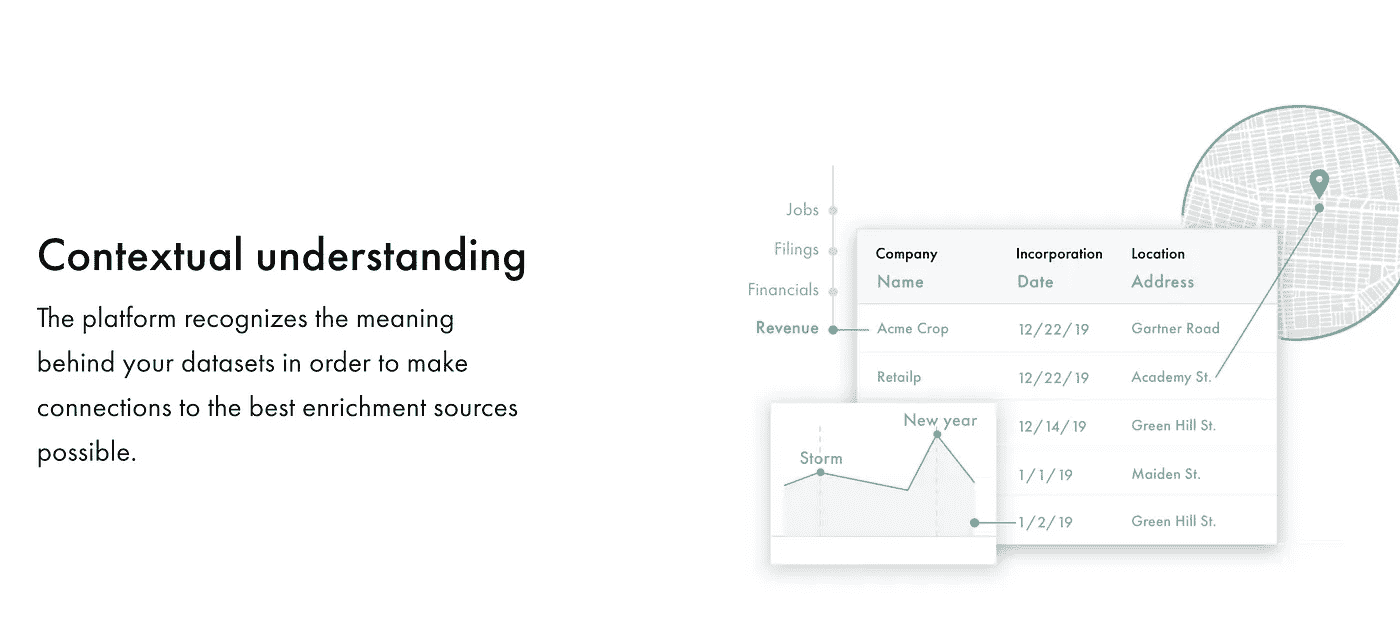 Contextual understanding
The platform recognizes the meaning
behind your datasets in order to make
connections to the best enrichment sources
possible.
Jobs
Filings
Financials
Revenue
Company Incorporation Location
Name Date Address
Acme Crop 12/22/19 Gartner Road
Retailp 12/22/19 Academy St.
12/14/19 Green Hill St.
1/1/19 Maiden St.
1/2/19 Green Hill St.
New year
Storm